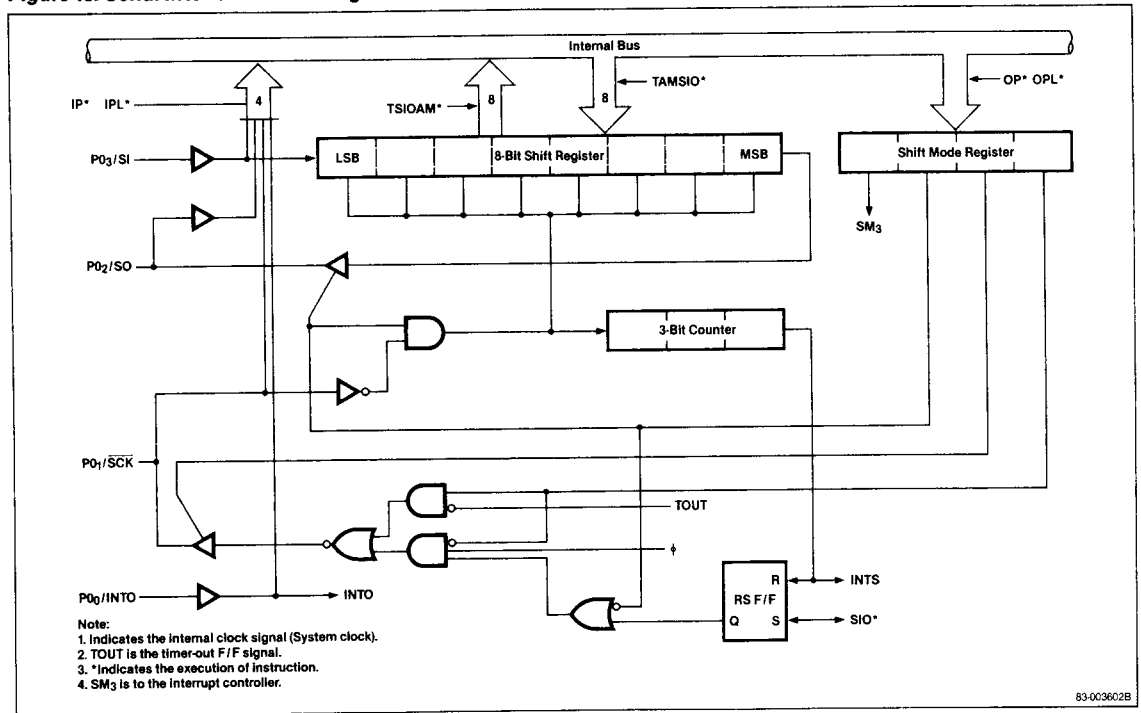 Internal Bus
IP* IPL*
4
TSIOAM*
8
8
TAMSIO*
OP* OPL*
P0₃/SI
LSB
8-Bit Shift Register
MSB
Shift Mode Register
SM₃
P0₂/SO
3-Bit Counter
P0₁/S̅C̅K̅
TOUT
ϕ
P0₀/INTO
INTO
R
INTS
RS F/F
Q
S
SIO*
Note:
1. Indicates the internal clock signal (System clock).
2. TOUT is the timer-out F/F signal.
3. *Indicates the execution of instruction.
4. SM₃ is to the interrupt controller.
83-003602B